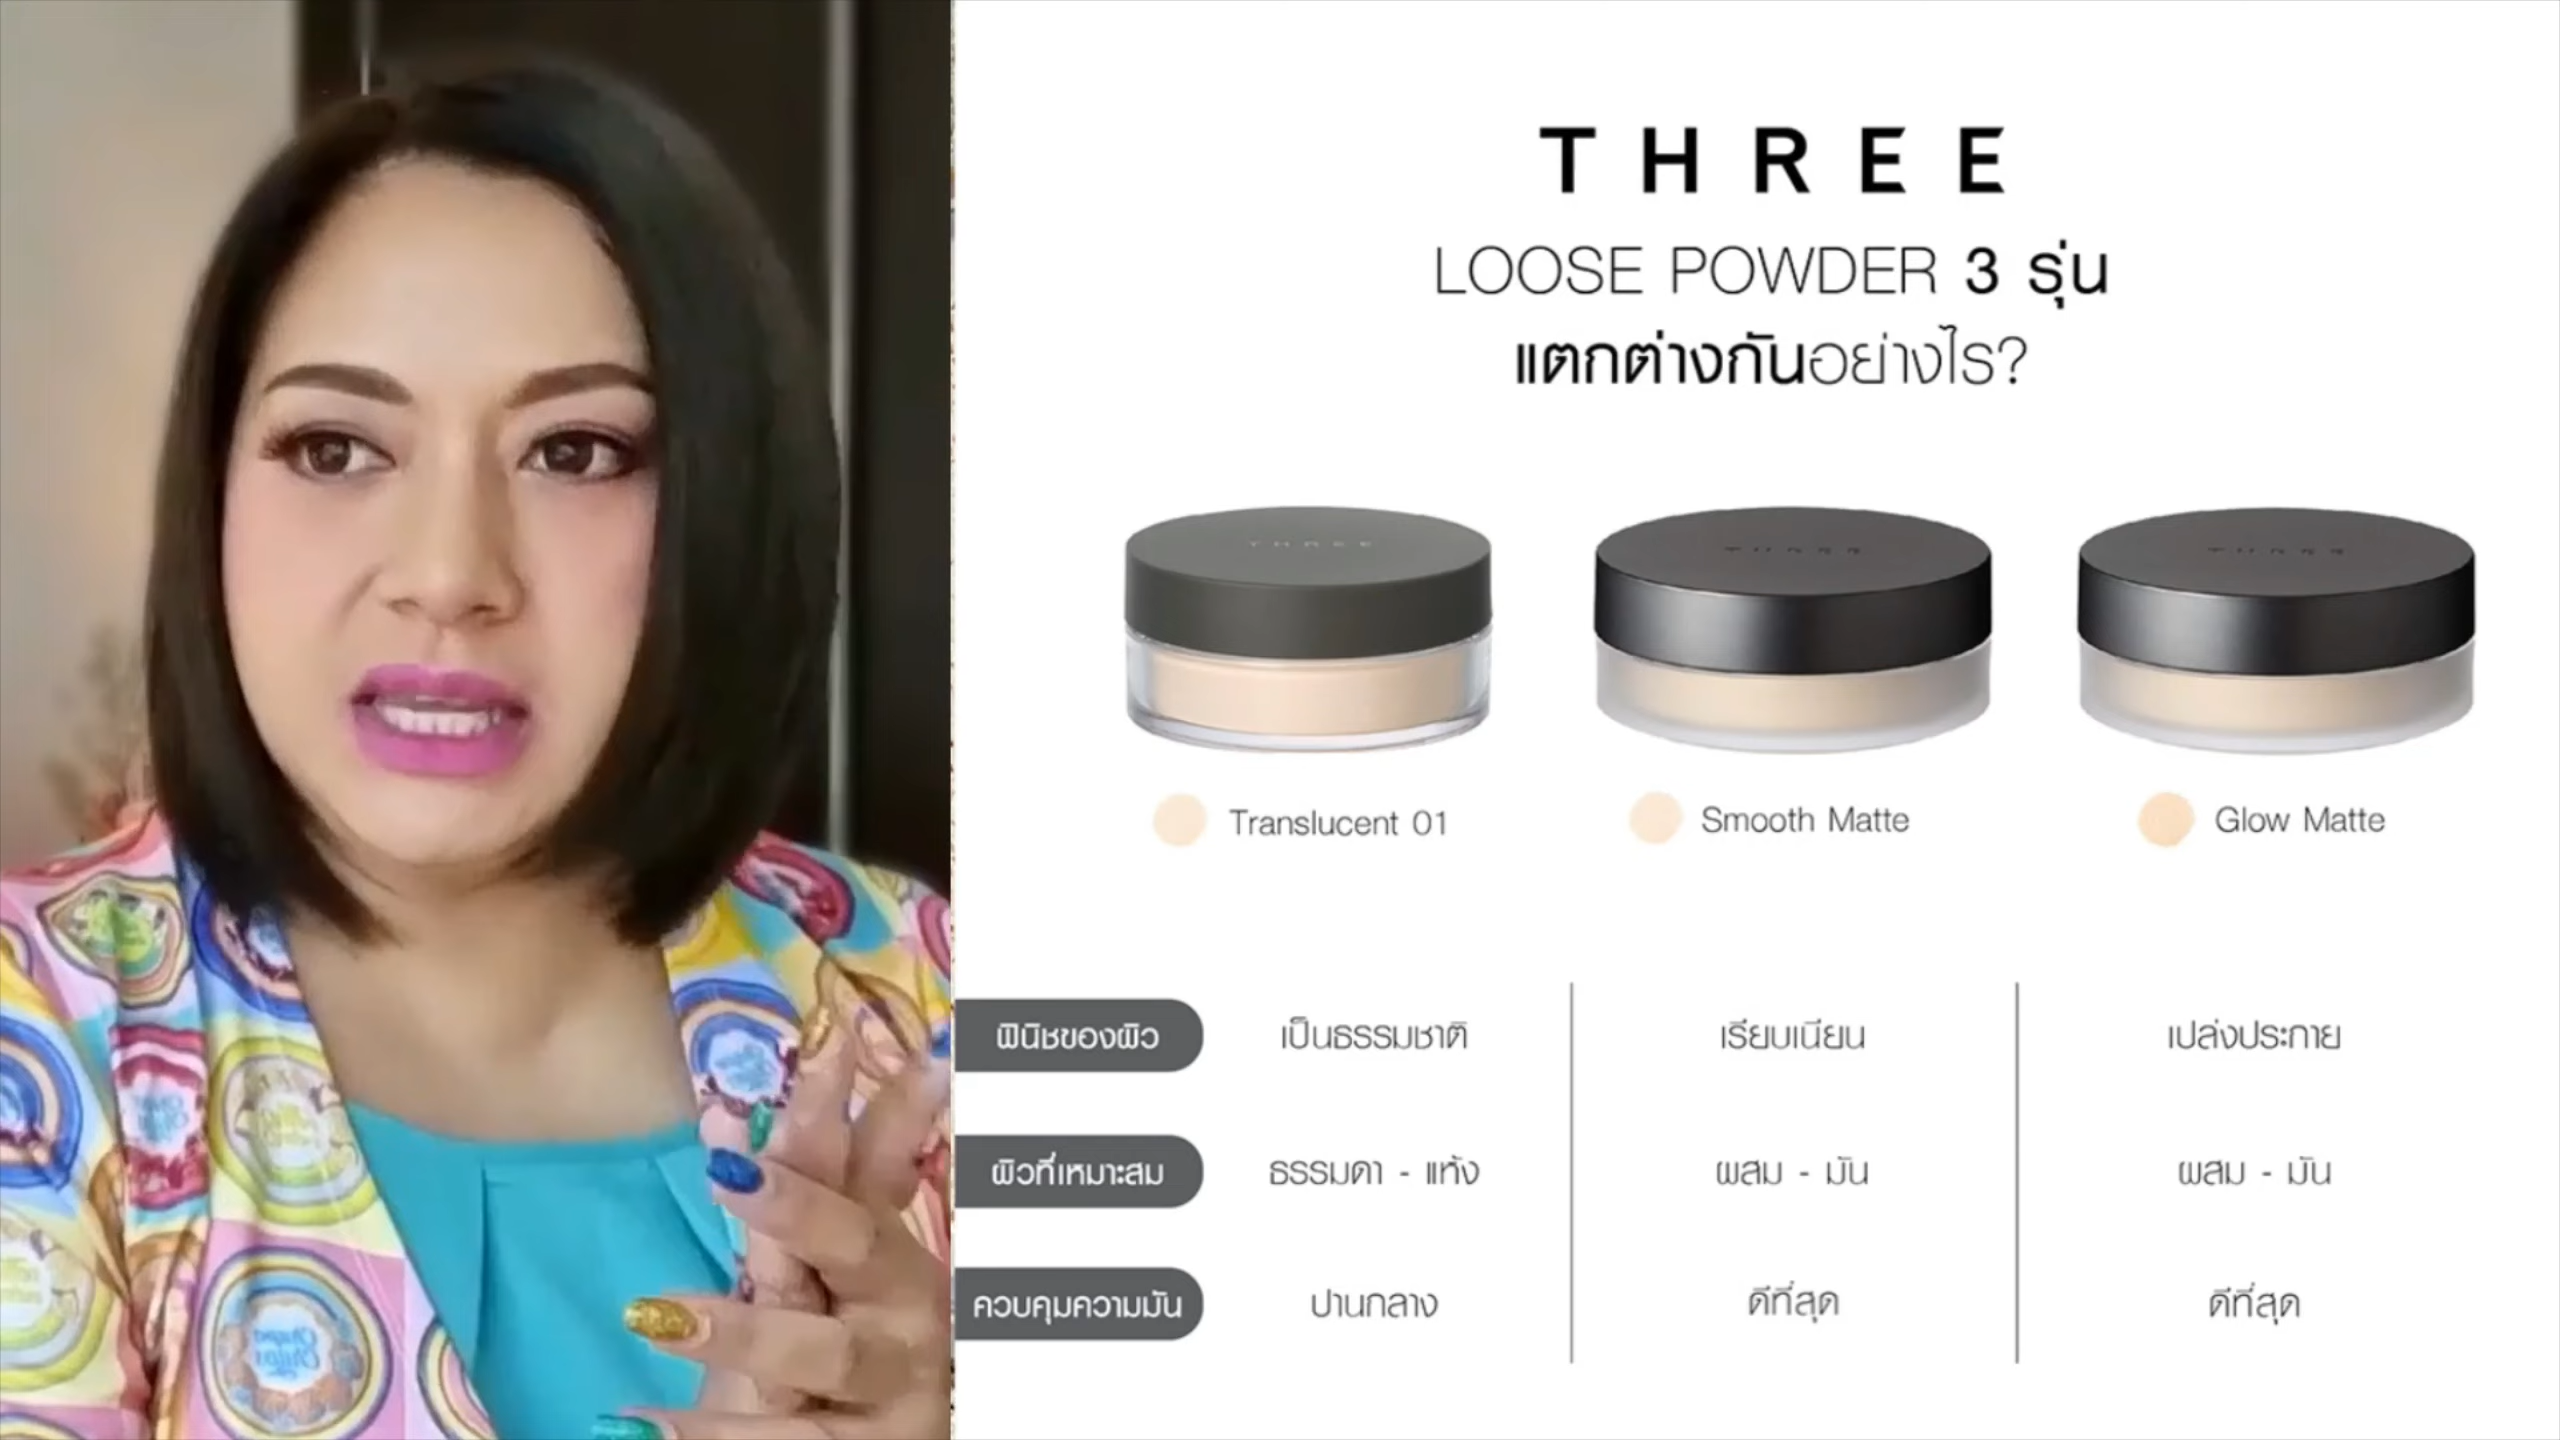 THREE
LOOSE POWDER 3 รุ่น
แตกต่างกันอย่างไร?
THREE
THREE
THREE
Translucent 01
Smooth Matte
Glow Matte
ฟินิชของผิว เป็นธรรมชาติ เรียบเนียน เปล่งประกาย
ผิวที่เหมาะสม ธรรมดา - แห้ง ผสม - มัน ผสม - มัน
ควบคุมความมัน ปานกลาง ดีที่สุด ดีที่สุด